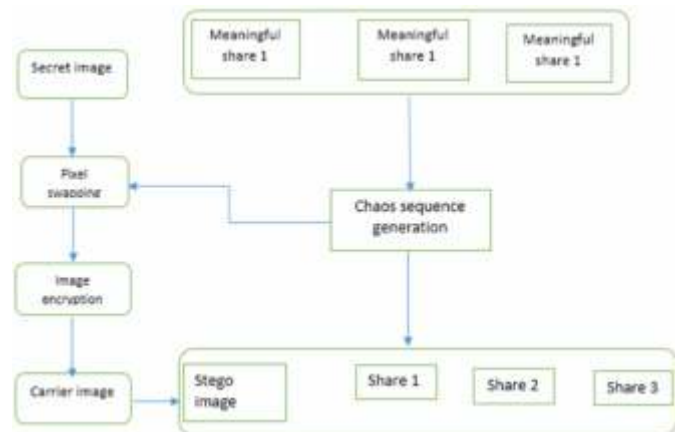 Meaningful
share 1
Meaningful
share 1
Meaningful
share 1
Secret image
Pixel
swapping
Chaos sequence
generation
Image
encryption
Carrier image
Stego
image
Share 1
Share 2
Share 3